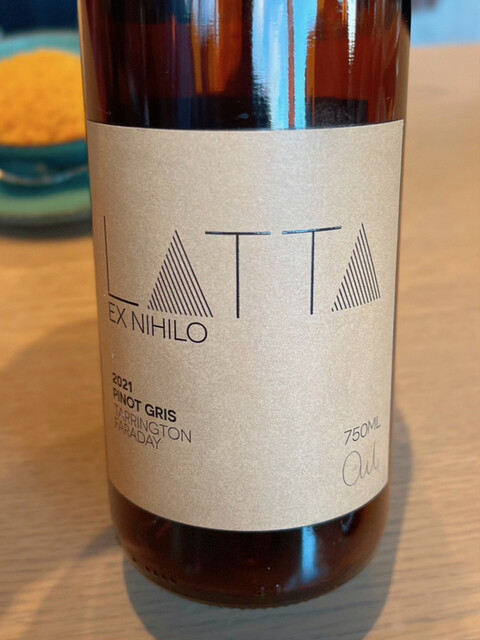 LATTA
EX NIHILO
2021
PINOT GRIS
TARRINGTON
FARADAY
750ML